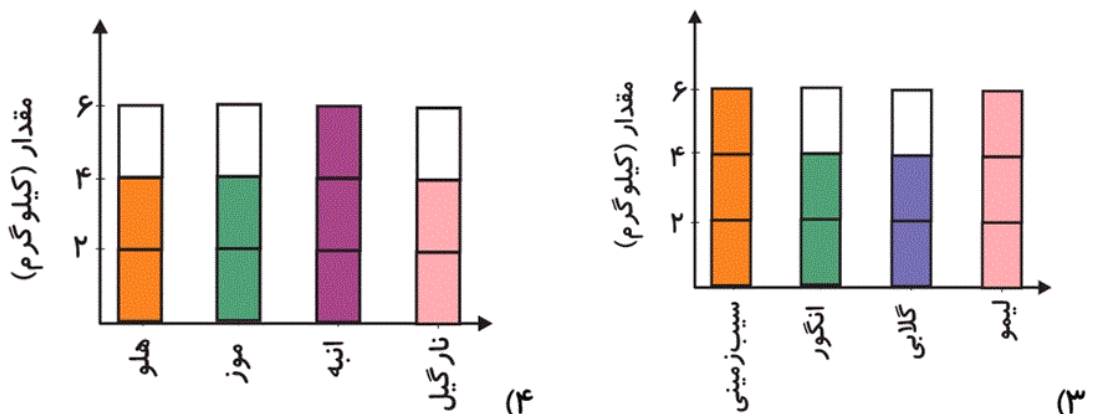 مقدار (کیلوگرم)
۶
۴
۲
سیب‌زمینی
انگور
گلابی
لیمو
۳)
مقدار (کیلوگرم)
۶
۴
۲
هلو
موز
انبه
نارگیل
۴)